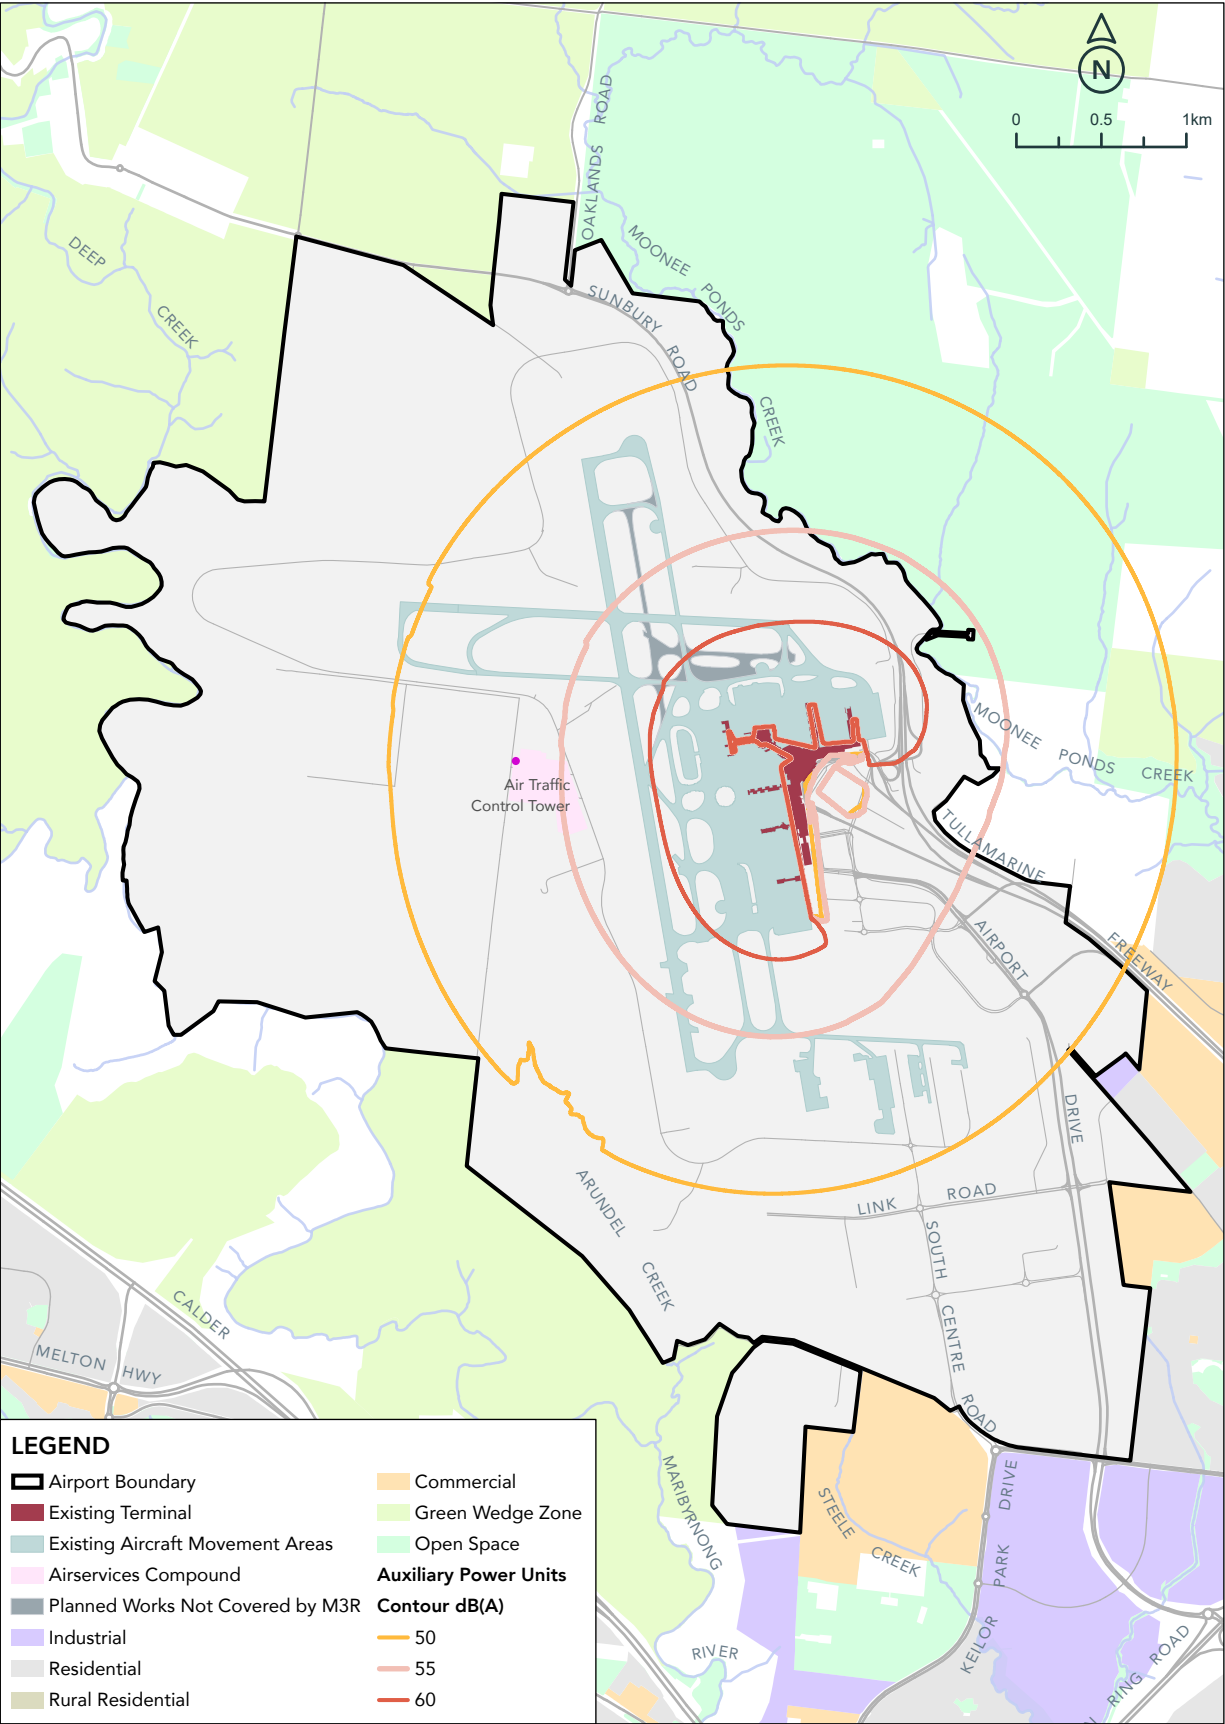 N
0 0.5 1km
OAKLANDS ROAD
MOONEE PONDS
CREEK
DEEP
CREEK
SUNBURY ROAD
MOONEE PONDS CREEK
Air Traffic
Control Tower
TULLAMARINE
FREEWAY
AIRPORT
DRIVE
ARUNDEL
CREEK
LINK ROAD
SOUTH CENTRE ROAD
CALDER
MELTON HWY
MARIBYRNONG
RIVER
STEELE
CREEK
KEILOR PARK DRIVE
RING ROAD
LEGEND
Airport Boundary
Existing Terminal
Existing Aircraft Movement Areas
Airservices Compound
Planned Works Not Covered by M3R
Industrial
Residential
Rural Residential
Commercial
Green Wedge Zone
Open Space
Auxiliary Power Units
Contour dB(A)
50
55
60